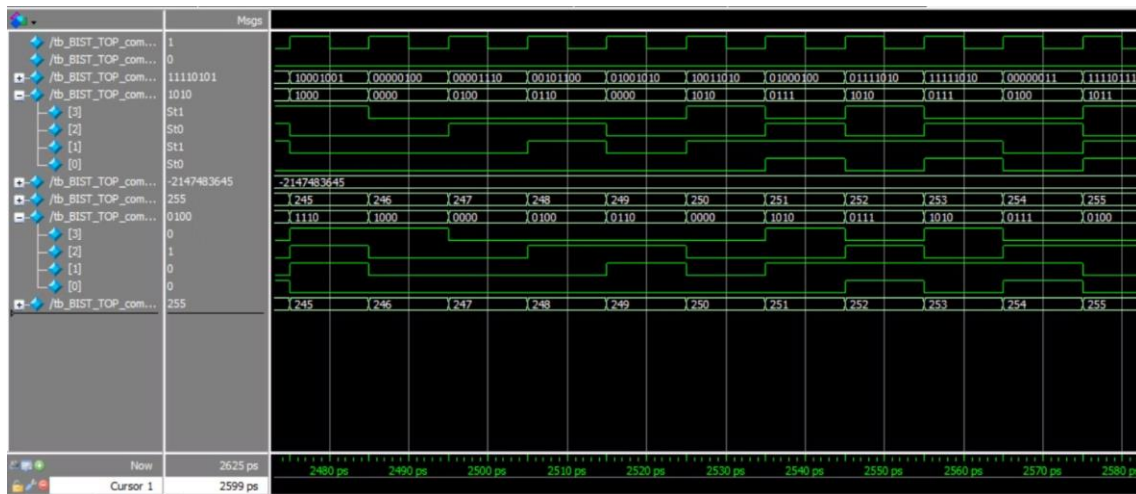 Msgs
/tb_BIST_TOP_com... 1
/tb_BIST_TOP_com... 0
/tb_BIST_TOP_com... 11110101 10001001 00000100 00001110 00101100 01001010 10011010 01000100 01111010 11111010 00000011 11110111
/tb_BIST_TOP_com... 1010 1000 0000 0100 0110 0000 1010 0111 1010 0111 0100 1011
[3] St1
[2] St0
[1] St1
[0] St0
/tb_BIST_TOP_com... -2147483645 -2147483645
/tb_BIST_TOP_com... 255 245 246 247 248 249 250 251 252 253 254 255
/tb_BIST_TOP_com... 0100 1110 1000 0000 0100 0110 0000 1010 0111 1010 0111 0100
[3] 0
[2] 1
[1] 0
[0] 0
/tb_BIST_TOP_com... 255 245 246 247 248 249 250 251 252 253 254 255
Now 2625 ps 2480 ps 2490 ps 2500 ps 2510 ps 2520 ps 2530 ps 2540 ps 2550 ps 2560 ps 2570 ps 2580 ps
Cursor 1 2599 ps